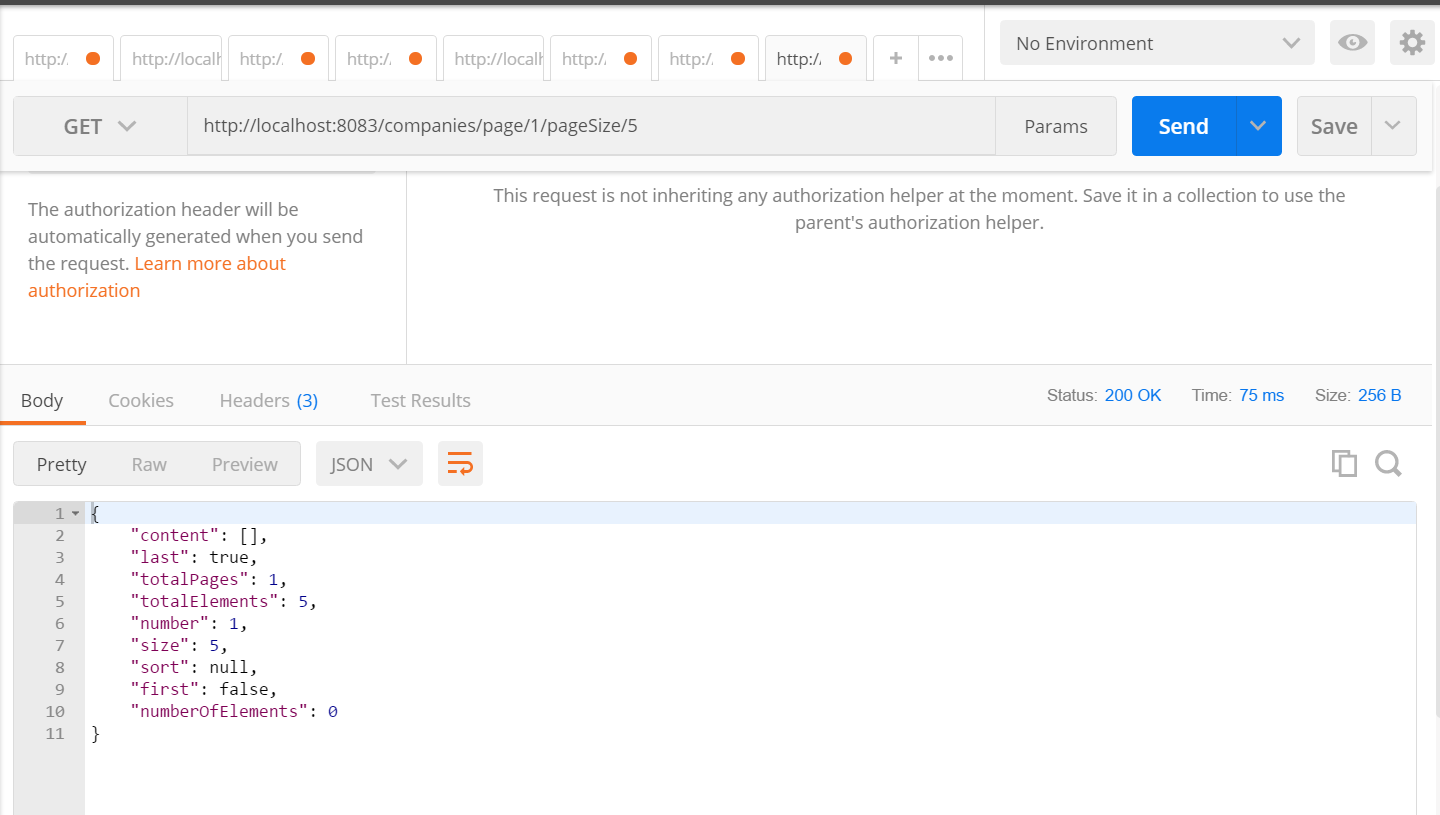 http:/
http://local
http:/
http:/
http://local
http:/
http:/
http:/
No Environment
GET
http://localhost:8083/companies/page/1/pageSize/5
Params
Send
Save
The authorization header will be
automatically generated when you send
the request. Learn more about
authorization
This request is not inheriting any authorization helper at the moment. Save it in a collection to use the
parent's authorization helper.
Body
Cookies
Headers (3)
Test Results
Status: 200 OK
Time: 75 ms
Size: 256 B
Pretty
Raw
Preview
JSON
1 {
2 "content": [],
3 "last": true,
4 "totalPages": 1,
5 "totalElements": 5,
6 "number": 1,
7 "size": 5,
8 "sort": null,
9 "first": false,
10 "numberOfElements": 0
11 }